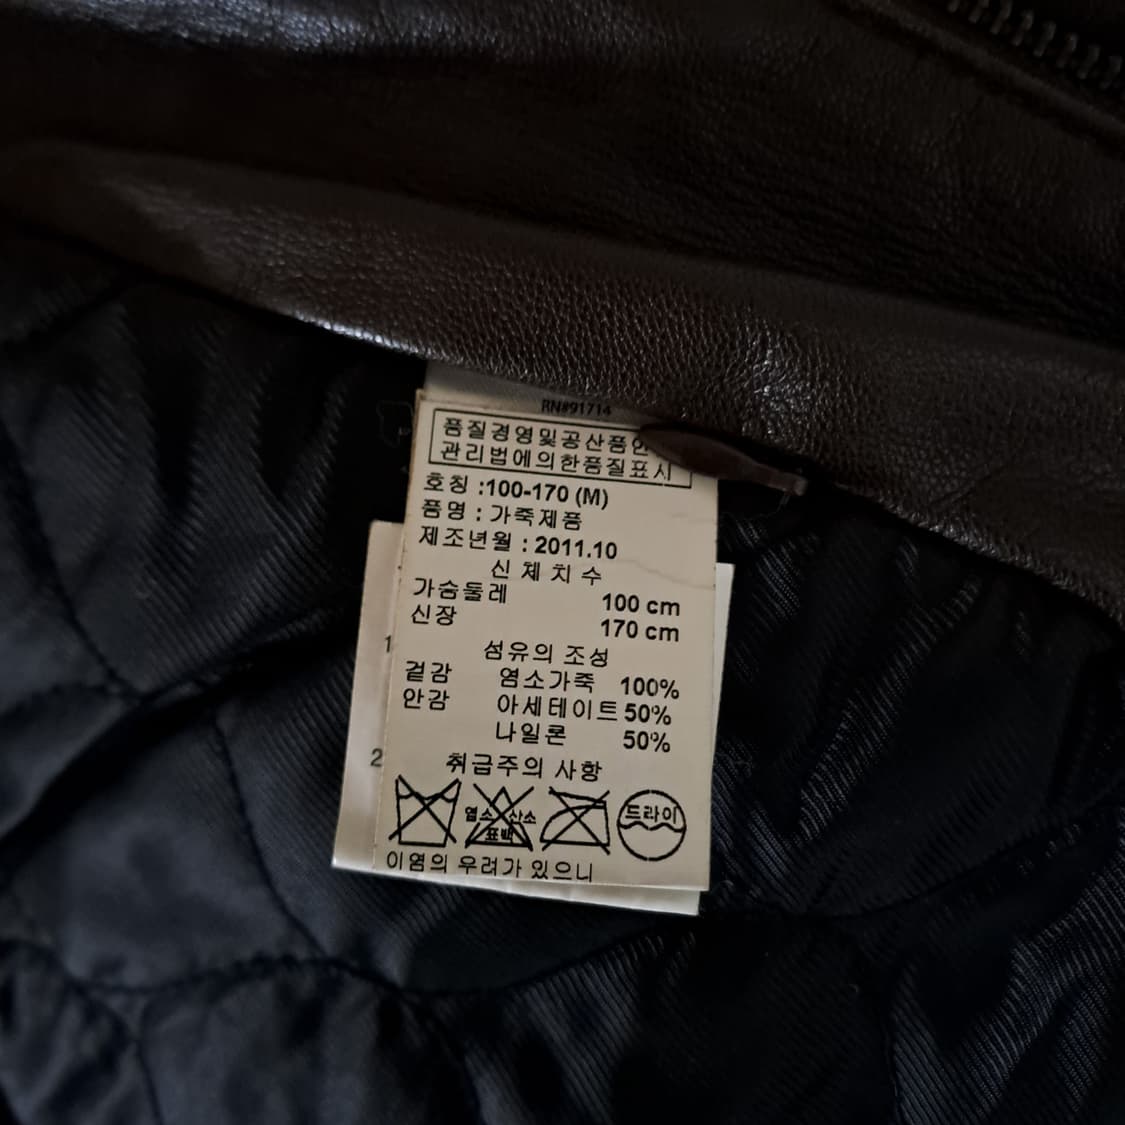 RN#91714
품질경영및공산품안
관리법에의한품질표시
호칭 :100-170 (M)
품명 : 가죽제품
제조년월 : 2011.10
신체치수
가슴둘레 100 cm
신장 170 cm
섬유의 조성
겉감 염소가죽 100%
안감 아세테이트 50%
나일론 50%
취급주의 사항
염소 산소
표백
드라이
이염의 우려가 있으니
1
2